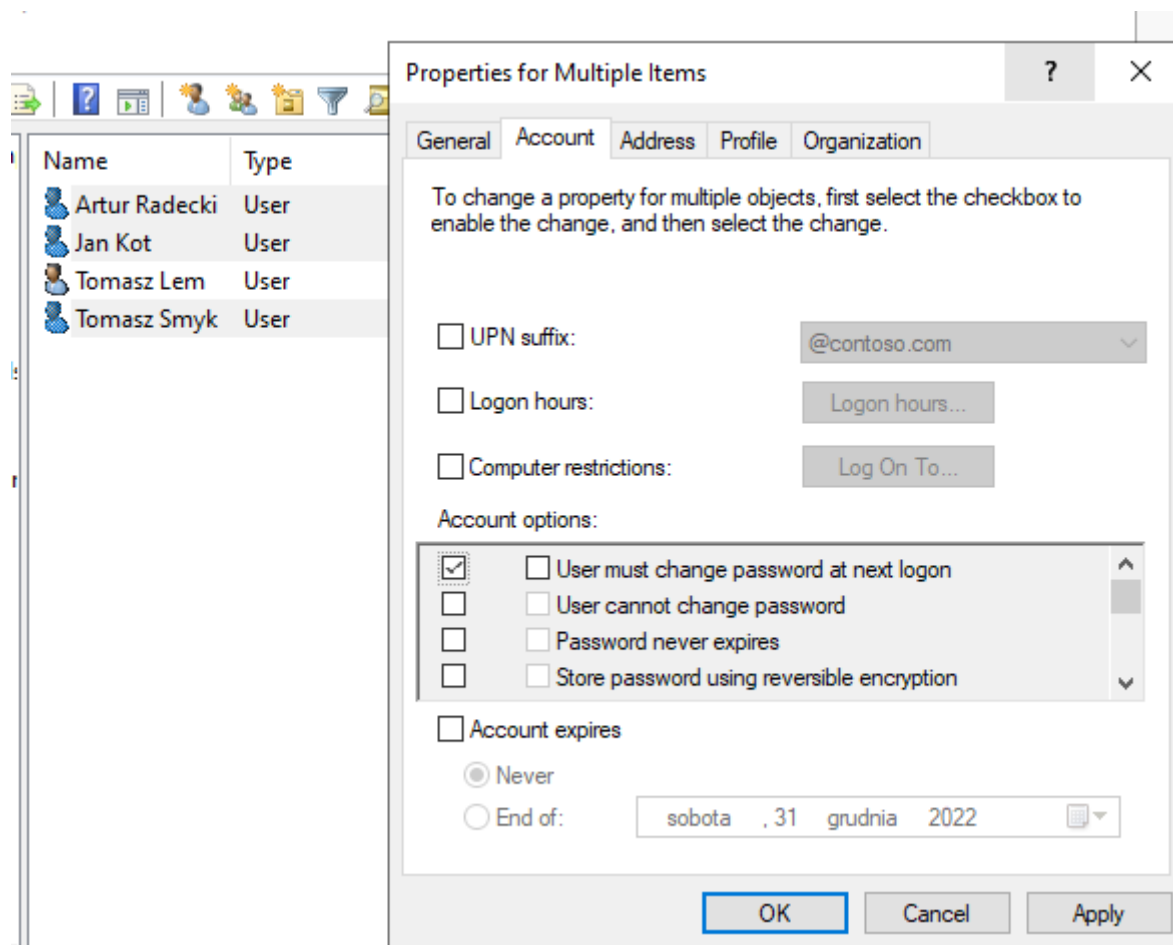 Name Type
Artur Radecki User
Jan Kot User
Tomasz Lem User
Tomasz Smyk User
Properties for Multiple Items
?
General Account Address Profile Organization
To change a property for multiple objects, first select the checkbox to
enable the change, and then select the change.
UPN suffix: @contoso.com
Logon hours: Logon hours...
Computer restrictions: Log On To...
Account options:
User must change password at next logon
User cannot change password
Password never expires
Store password using reversible encryption
Account expires
Never
End of: sobota , 31 grudnia 2022
OK Cancel Apply